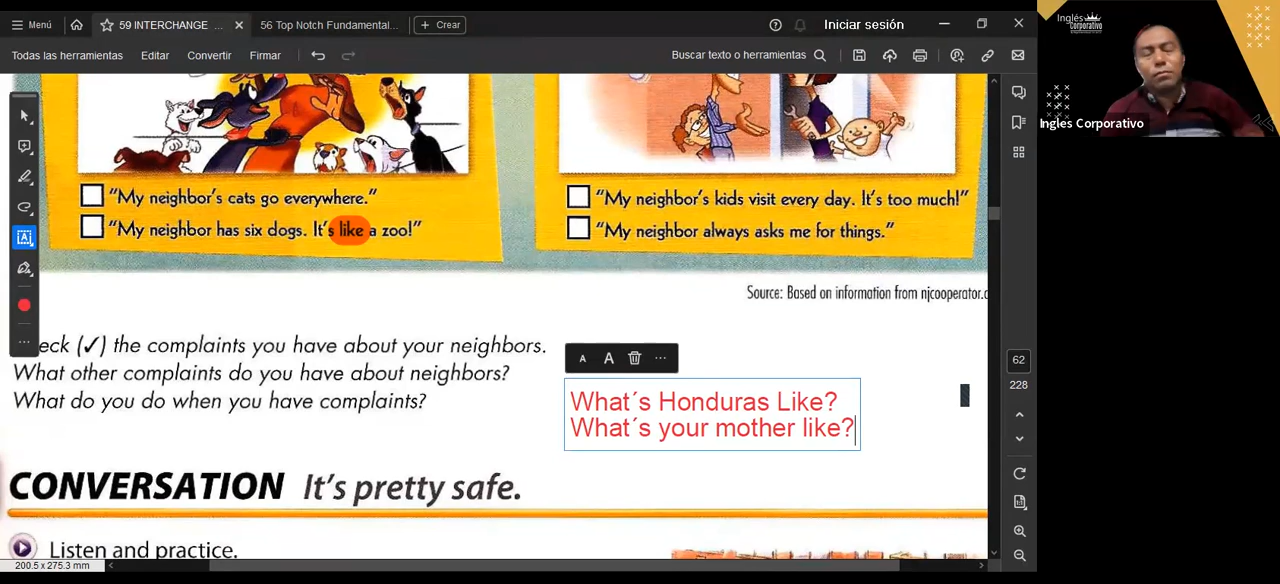 Menú
59 INTERCHANGE ...
56 Top Notch Fundamental...
Crear
Iniciar sesión
Todas las herramientas
Editar
Convertir
Firmar
Buscar texto o herramientas
Inglés
Corporativo
Ingles Corporativo
"My neighbor's cats go everywhere."
"My neighbor has six dogs. It's like a zoo!"
"My neighbor's kids visit every day. It's too much!"
"My neighbor always asks me for things."
Source: Based on information from njcooperator.c
eck (✓) the complaints you have about your neighbors.
What other complaints do you have about neighbors?
What do you do when you have complaints?
A A ...
What´s Honduras Like?
What´s your mother like?
62
228
CONVERSATION It's pretty safe.
Listen and practice.
200.5 x 275.3 mm